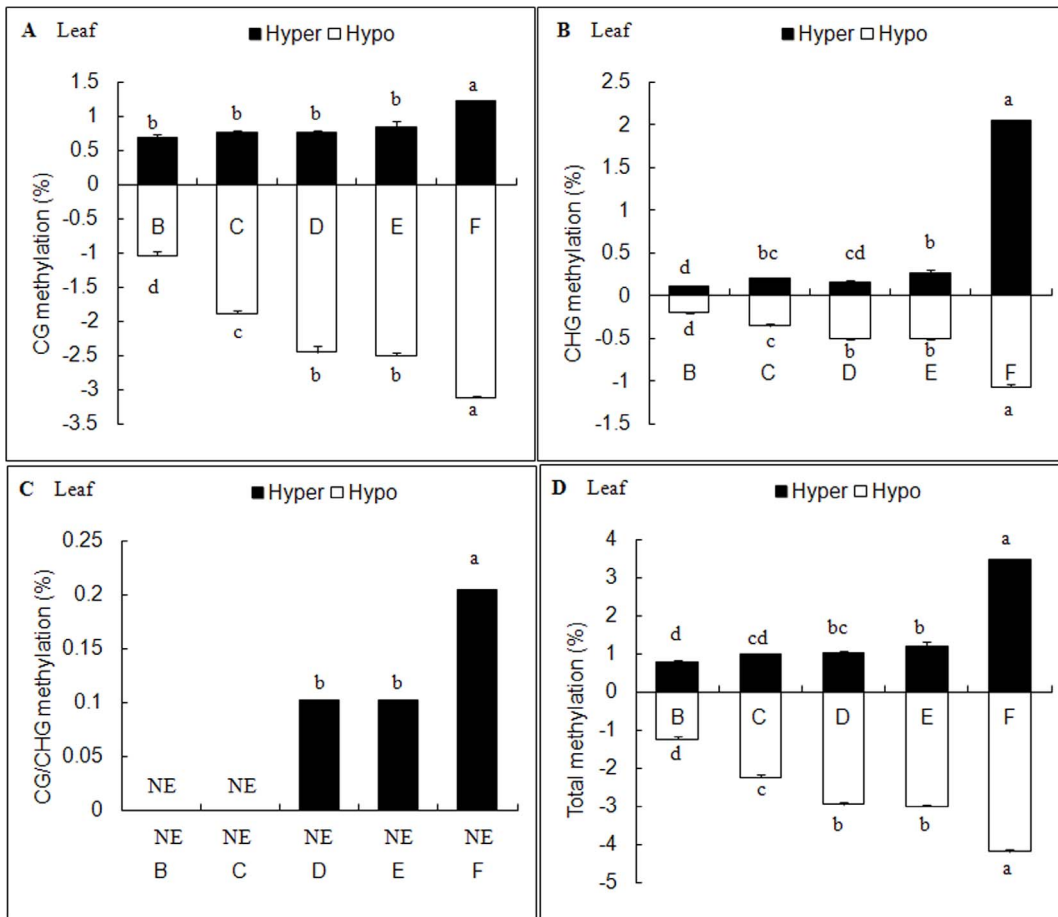 A Leaf
■Hyper □Hypo
CG methylation (%)
1.5
1
0.5
0
-0.5
-1
-1.5
-2
-2.5
-3
-3.5
b b b b a
B C D E F
d c b b a
B Leaf
■Hyper □Hypo
CHG methylation (%)
2.5
2
1.5
1
0.5
0
-0.5
-1
-1.5
d bc cd b a
d c b b a
B C D E F
C Leaf
■Hyper □Hypo
CG/CHG methylation (%)
0.25
0.2
0.15
0.1
0.05
0
NE NE b b a
NE NE NE NE NE
B C D E F
D Leaf
■Hyper □Hypo
Total methylation (%)
4
3
2
1
0
-1
-2
-3
-4
-5
d cd bc b a
B C D E F
d c b b a